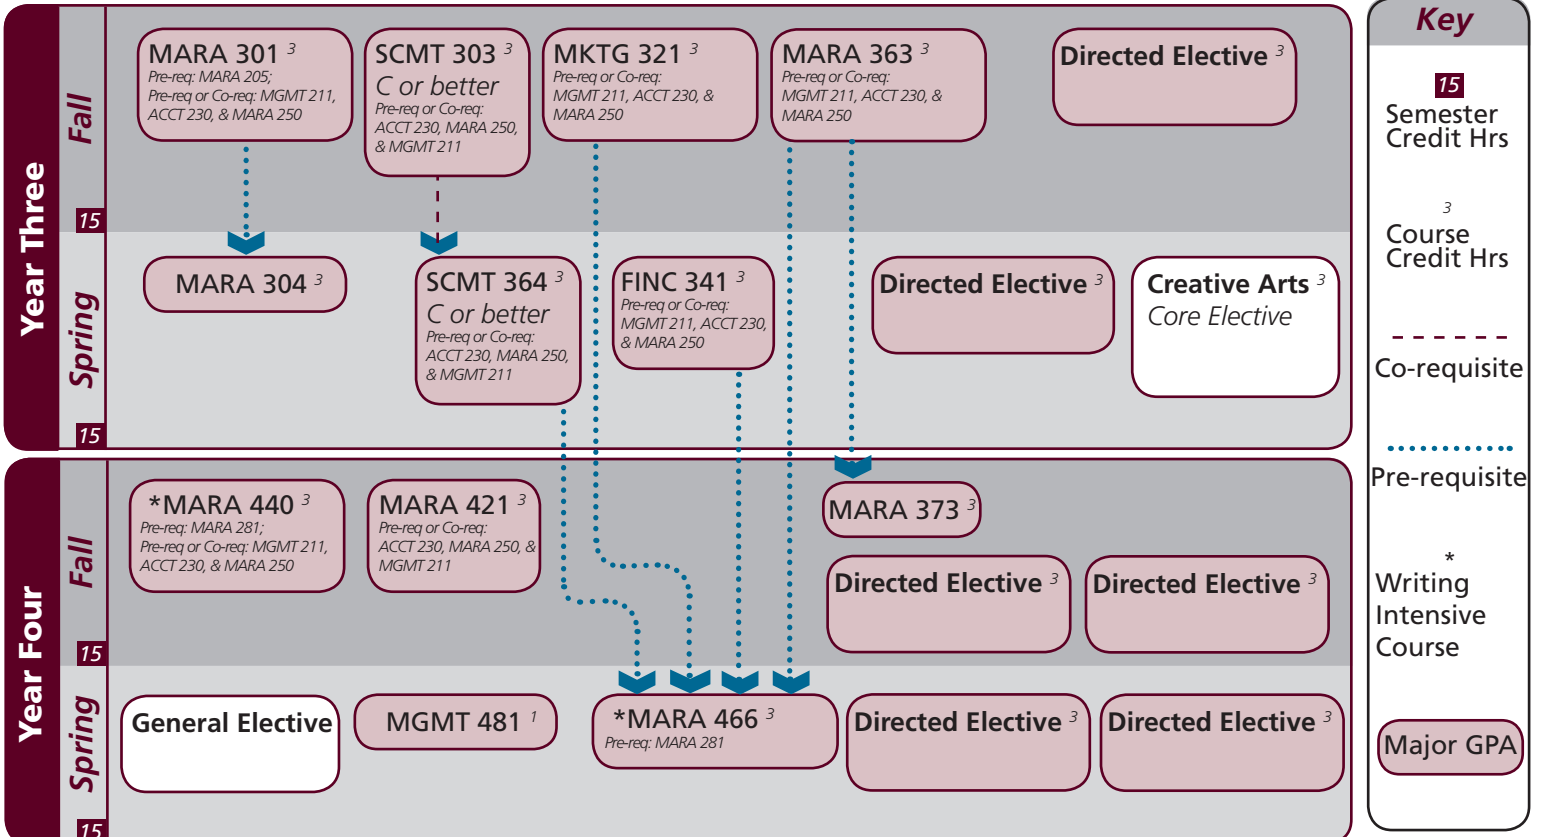 Year Three
Fall
15
MARA 301 3
Pre-req: MARA 205;
Pre-req or Co-req: MGMT 211,
ACCT 230, & MARA 250
SCMT 303 3
C or better
Pre-req or Co-req:
ACCT 230, MARA 250,
& MGMT 211
MKTG 321 3
Pre-req or Co-req:
MGMT 211, ACCT 230, &
MARA 250
MARA 363 3
Pre-req or Co-req:
MGMT 211, ACCT 230, &
MARA 250
Directed Elective 3
Spring
15
MARA 304 3
SCMT 364 3
C or better
Pre-req or Co-req:
ACCT 230, MARA 250,
& MGMT 211
FINC 341 3
Pre-req or Co-req:
MGMT 211, ACCT 230,
& MARA 250
Directed Elective 3
Creative Arts 3
Core Elective
Year Four
Fall
15
*MARA 440 3
Pre-req: MARA 281;
Pre-req or Co-req: MGMT 211,
ACCT 230, & MARA 250
MARA 421 3
Pre-req or Co-req:
ACCT 230, MARA 250, &
MGMT 211
MARA 373 3
Directed Elective 3
Directed Elective 3
Spring
15
General Elective
MGMT 481 1
*MARA 466 3
Pre-req: MARA 281
Directed Elective 3
Directed Elective 3
Key
15
Semester
Credit Hrs
3
Course
Credit Hrs
Co-requisite
Pre-requisite
*
Writing
Intensive
Course
Major GPA